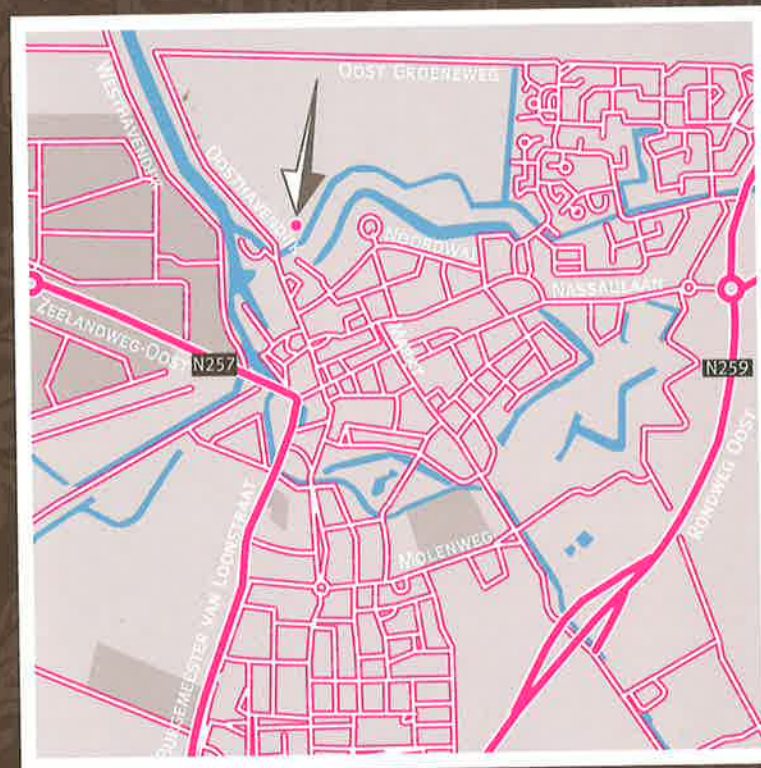 OOST GROENEWEG
WESTHAVENDIJK
OOSTHAVENDIJK
NOORDWAL
NASSAULAAN
ZEELANDWEG-OOST
N257
MARKT
N259
RONDWEG OOST
MOLENWEG
BURGEMEESTER VAN LOONSTRAAT